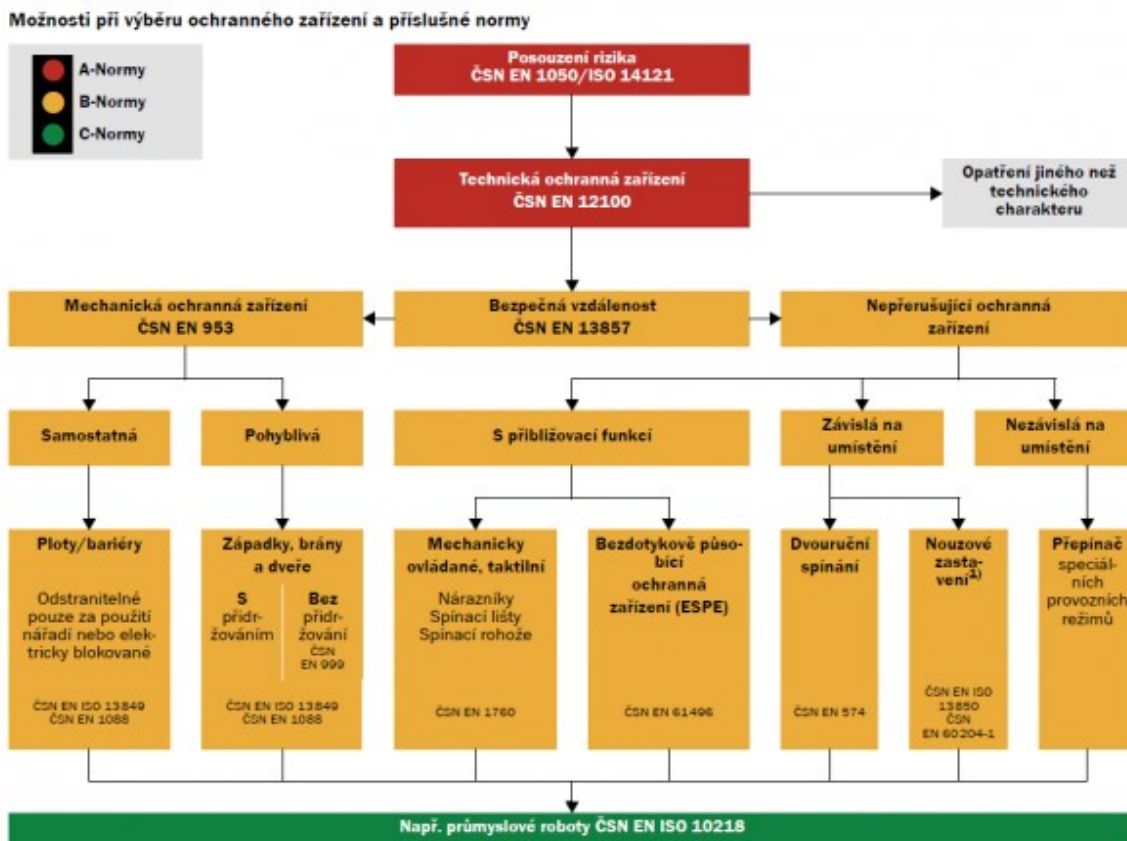 Možnosti při výběru ochranného zařízení a příslušné normy
A-Normy
B-Normy
C-Normy
Posouzení rizika
ČSN EN 1050/ISO 14121
Technická ochranná zařízení
ČSN EN 12100
Opatření jiného než
technického
charakteru
Mechanická ochranná zařízení
ČSN EN 953
Bezpečná vzdálenost
ČSN EN 13857
Nepřerušující ochranná
zařízení
Samostatná
Pohyblivá
S přibližovací funkcí
Závislá na
umístění
Nezávislá na
umístění
Ploty/bariéry
Odstranitelné
pouze za použití
nářadí nebo elek-
tricky blokované
ČSN EN ISO 13849
ČSN EN 1088
Západky, brány
a dveře
S
přidr-
žováním
Bez
přidr-
žování
ČSN
EN 999
ČSN EN ISO 13849
ČSN EN 1088
Mechanicky
ovládané, taktilní
Nárazníky
Spínací lišty
Spínací rohože
ČSN EN 1760
Bezdotykově půso-
bící
ochranná
zařízení (ESPE)
ČSN EN 61496
Dvouruční
spínání
ČSN EN 574
Nouzové
zasta-
vení1)
ČSN EN ISO
13850
ČSN
EN 60204-1
Přepínač
speciál-
ních
provozních
režimů
Např. průmyslové roboty ČSN EN ISO 10218